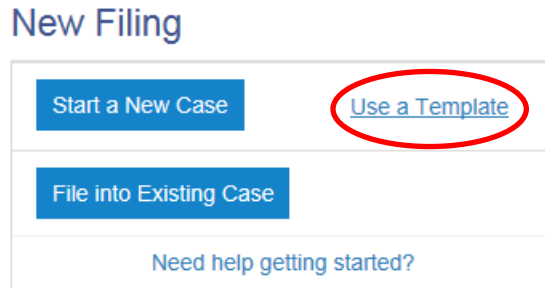 New Filing
Start a New Case Use a Template
File into Existing Case
Need help getting started?